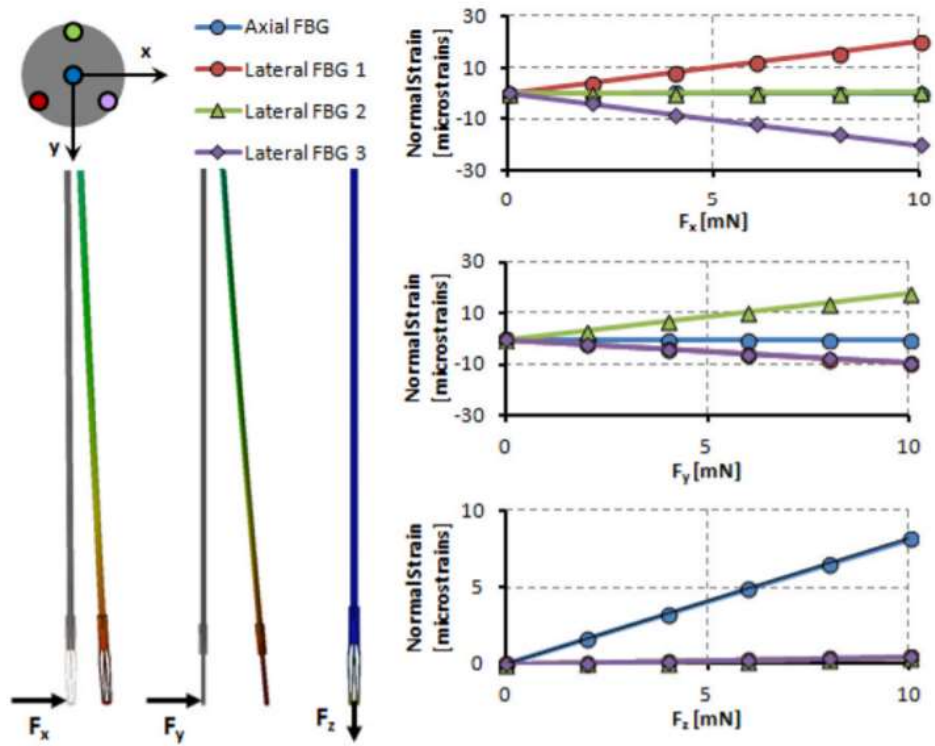 x
y
Axial FBG
Lateral FBG 1
Lateral FBG 2
Lateral FBG 3
Fx
Fy
Fz
Normal Strain
[microstrains]
30
10
-10
-30
0
5
10
Fx [mN]
Normal Strain
[microstrains]
30
10
-10
-30
0
5
10
Fy [mN]
Normal Strain
[microstrains]
10
5
0
0
5
10
Fz [mN]